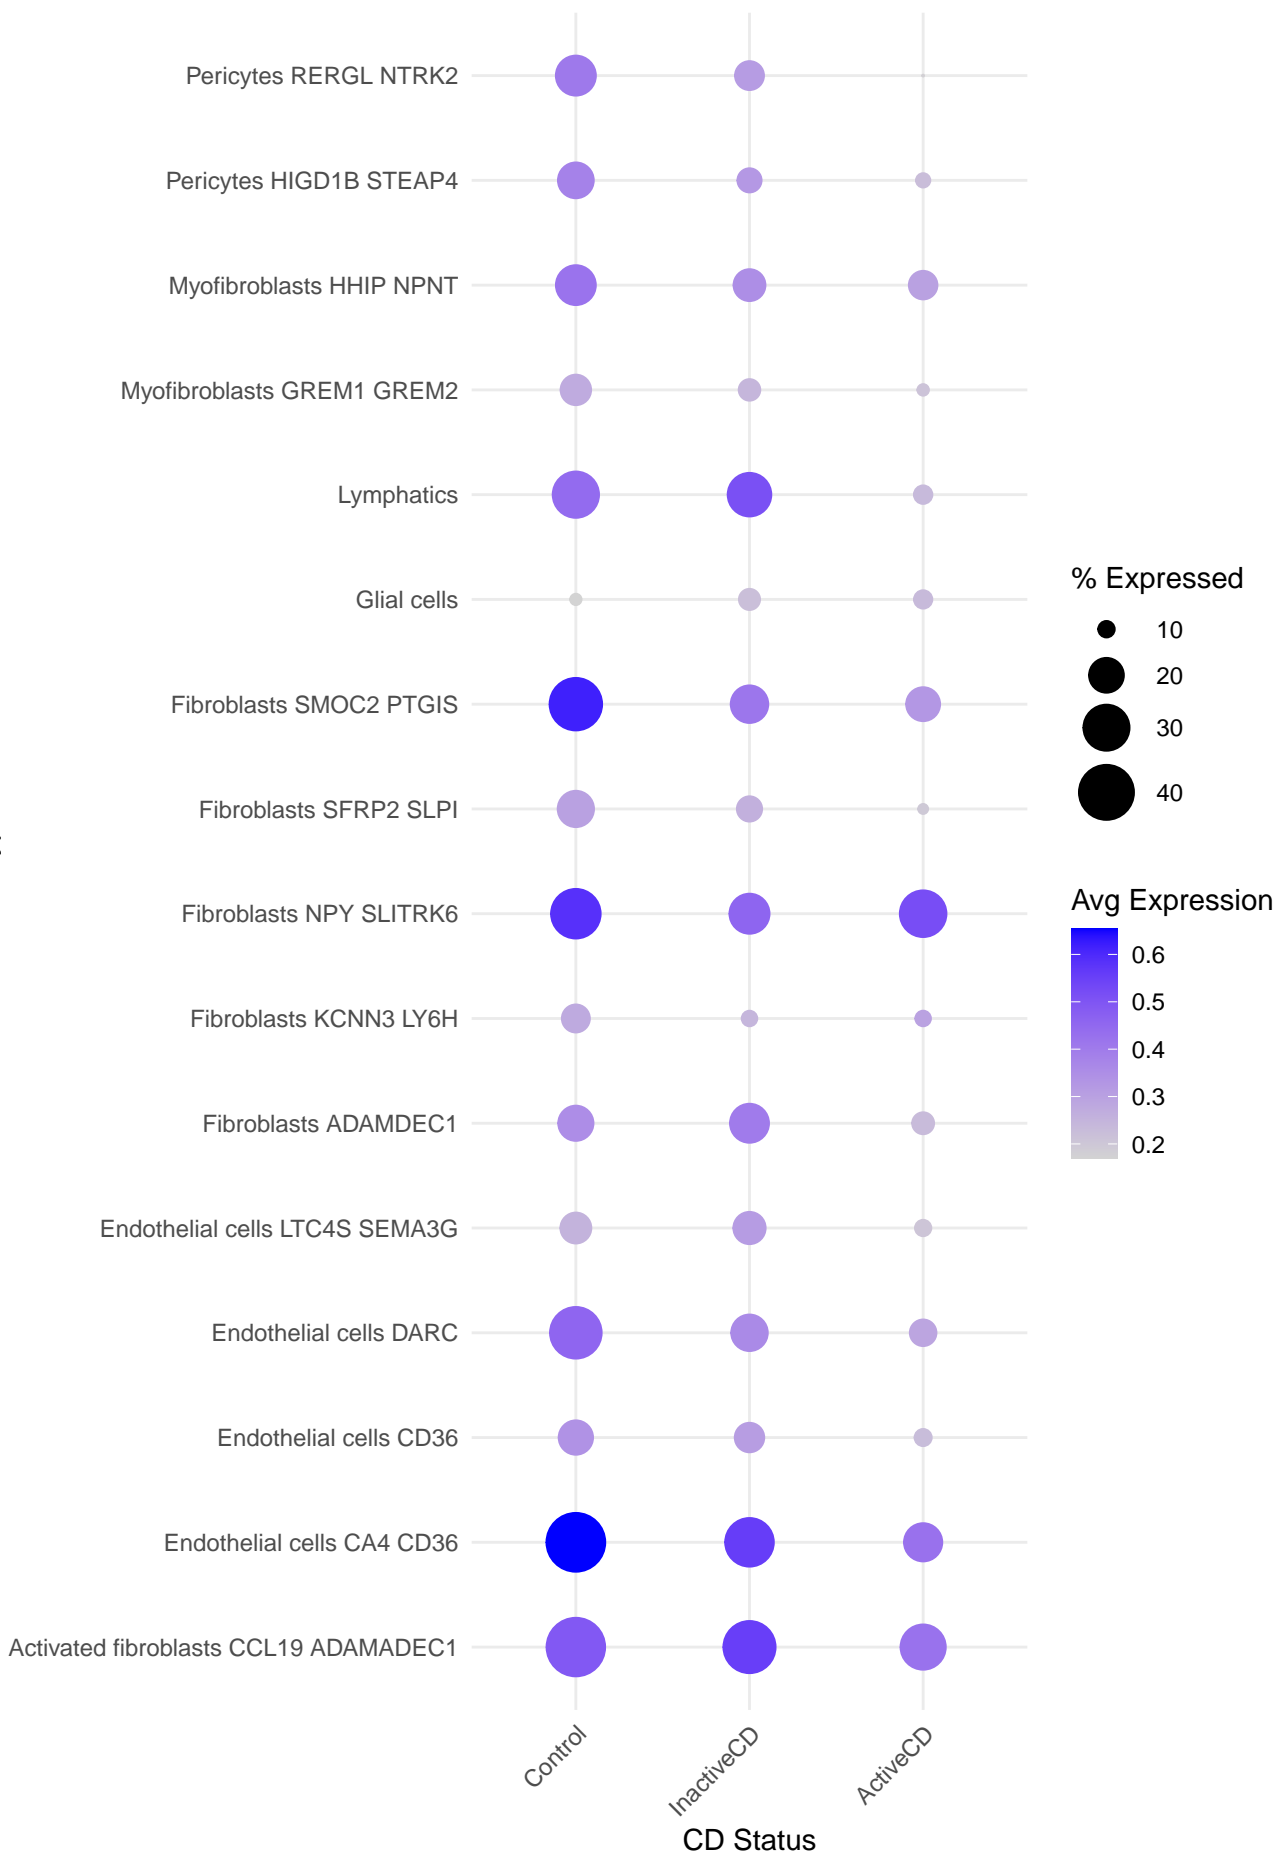 Pericytes RERGL NTRK2
Pericytes HIGD1B STEAP4
Myofibroblasts HHIP NPNT
Myofibroblasts GREM1 GREM2
Lymphatics
Glial cells
Fibroblasts SMOC2 PTGIS
Fibroblasts SFRP2 SLPI
Fibroblasts NPY SLITRK6
Fibroblasts KCNN3 LY6H
Fibroblasts ADAMDEC1
Endothelial cells LTC4S SEMA3G
Endothelial cells DARC
Endothelial cells CD36
Endothelial cells CA4 CD36
Activated fibroblasts CCL19 ADAMADEC1
Control
InactiveCD
ActiveCD
CD Status
% Expressed
10
20
30
40
Avg Expression
0.6
0.5
0.4
0.3
0.2